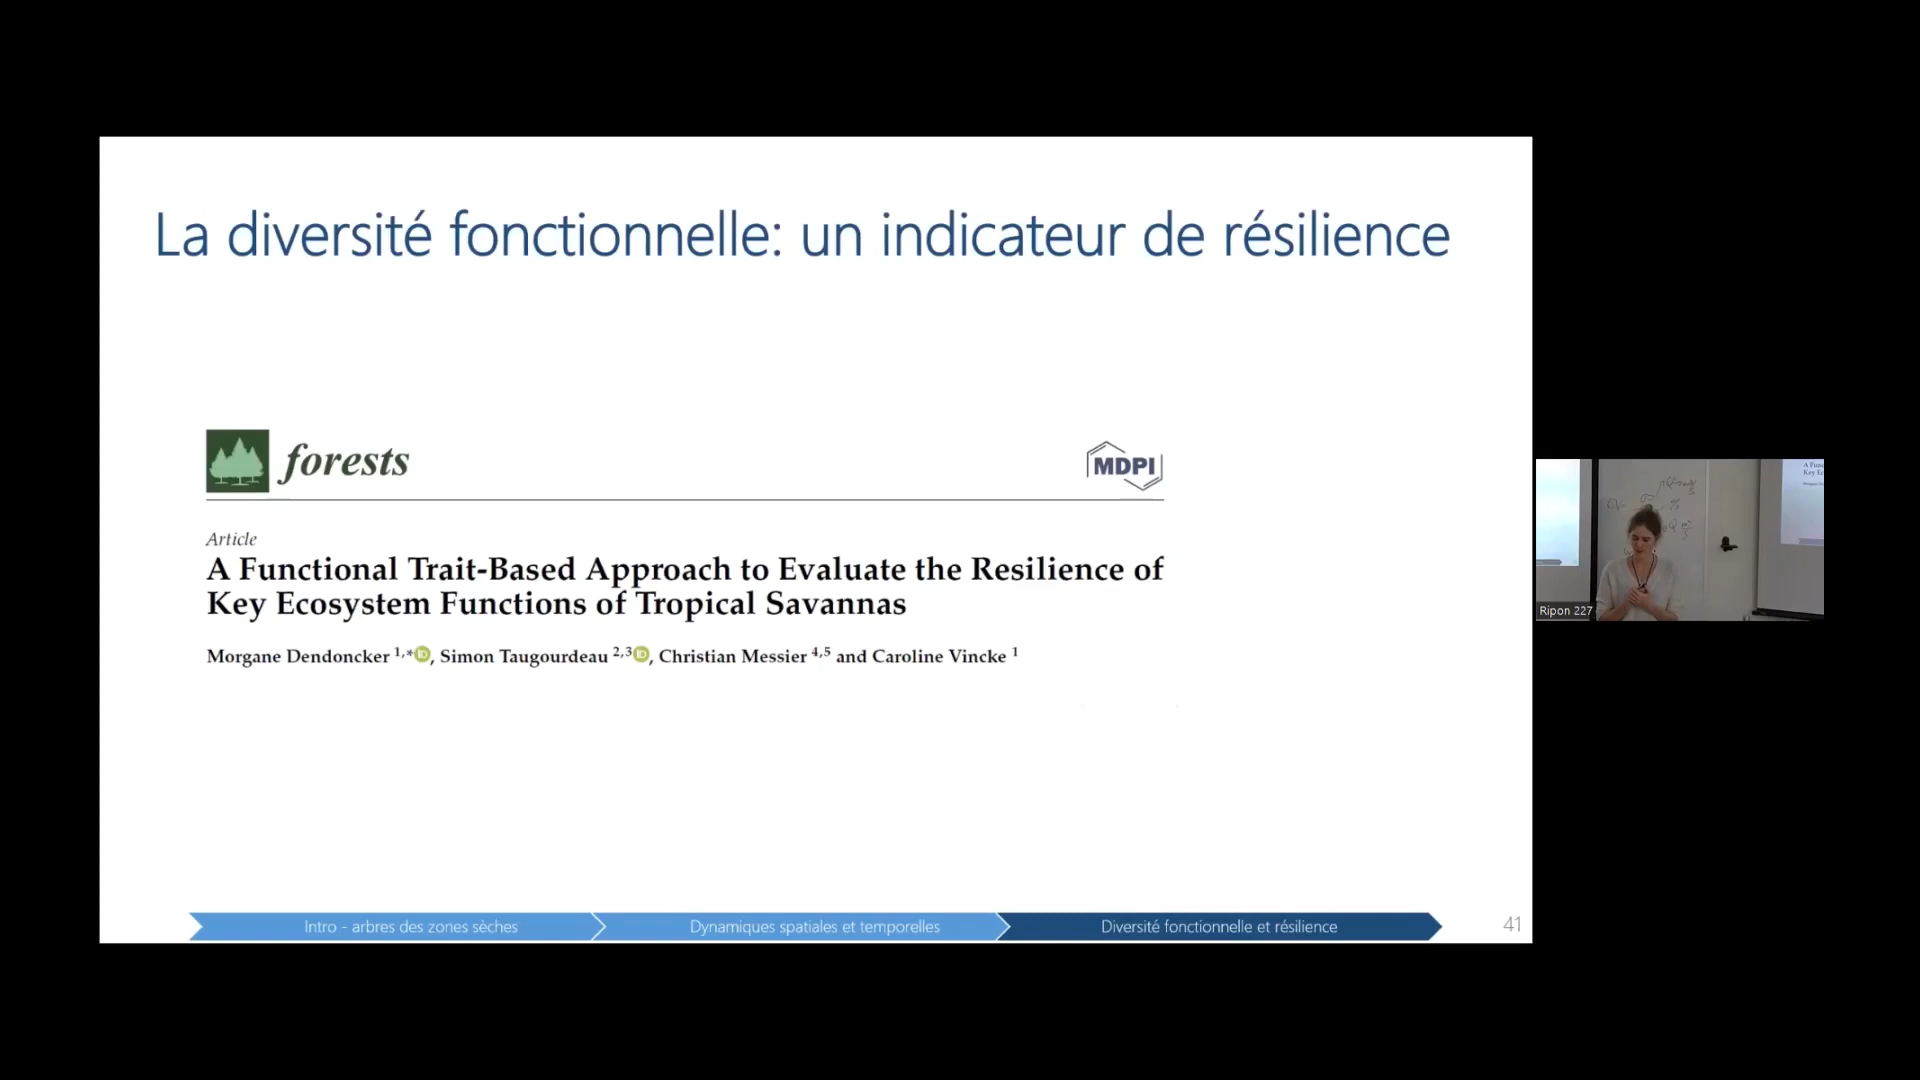 La diversité fonctionnelle: un indicateur de résilience
forests
MDPI
Article
A Functional Trait-Based Approach to Evaluate the Resilience of
Key Ecosystem Functions of Tropical Savannas
Morgane Dendoncker 1,* iD, Simon Taugourdeau 2,3 iD, Christian Messier 4,5 and Caroline Vincke 1
Ripon 227
Intro - arbres des zones sèches
Dynamiques spatiales et temporelles
Diversité fonctionnelle et résilience
41